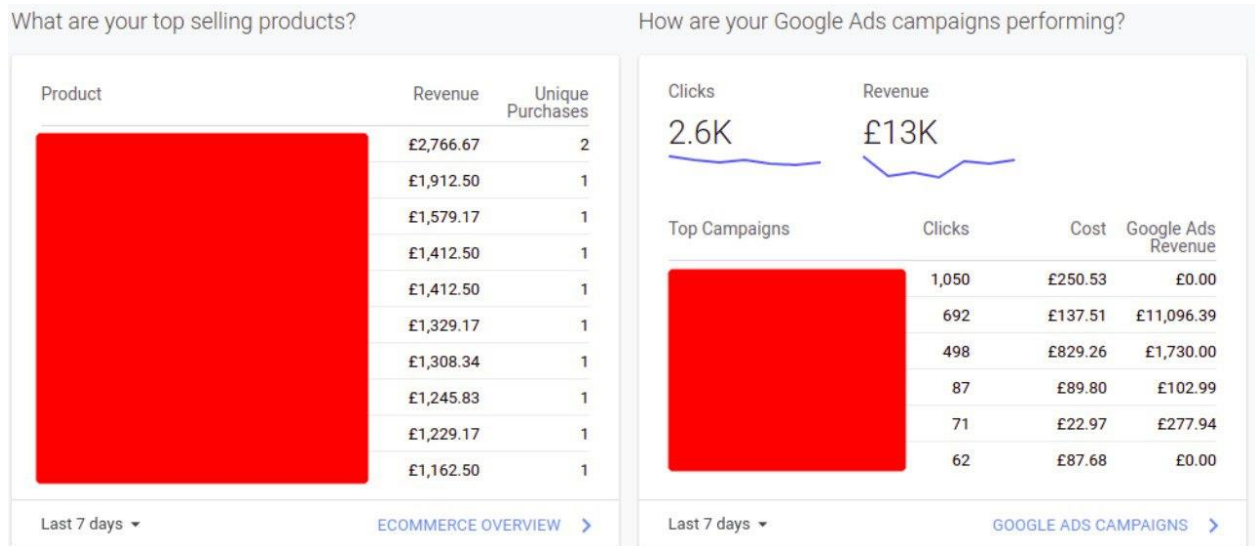 What are your top selling products?
Product Revenue Unique Purchases
£2,766.67 2
£1,912.50 1
£1,579.17 1
£1,412.50 1
£1,412.50 1
£1,329.17 1
£1,308.34 1
£1,245.83 1
£1,229.17 1
£1,162.50 1
Last 7 days ECOMMERCE OVERVIEW
How are your Google Ads campaigns performing?
Clicks Revenue
2.6K £13K
Top Campaigns Clicks Cost Google Ads Revenue
1,050 £250.53 £0.00
692 £137.51 £11,096.39
498 £829.26 £1,730.00
87 £89.80 £102.99
71 £22.97 £277.94
62 £87.68 £0.00
Last 7 days GOOGLE ADS CAMPAIGNS